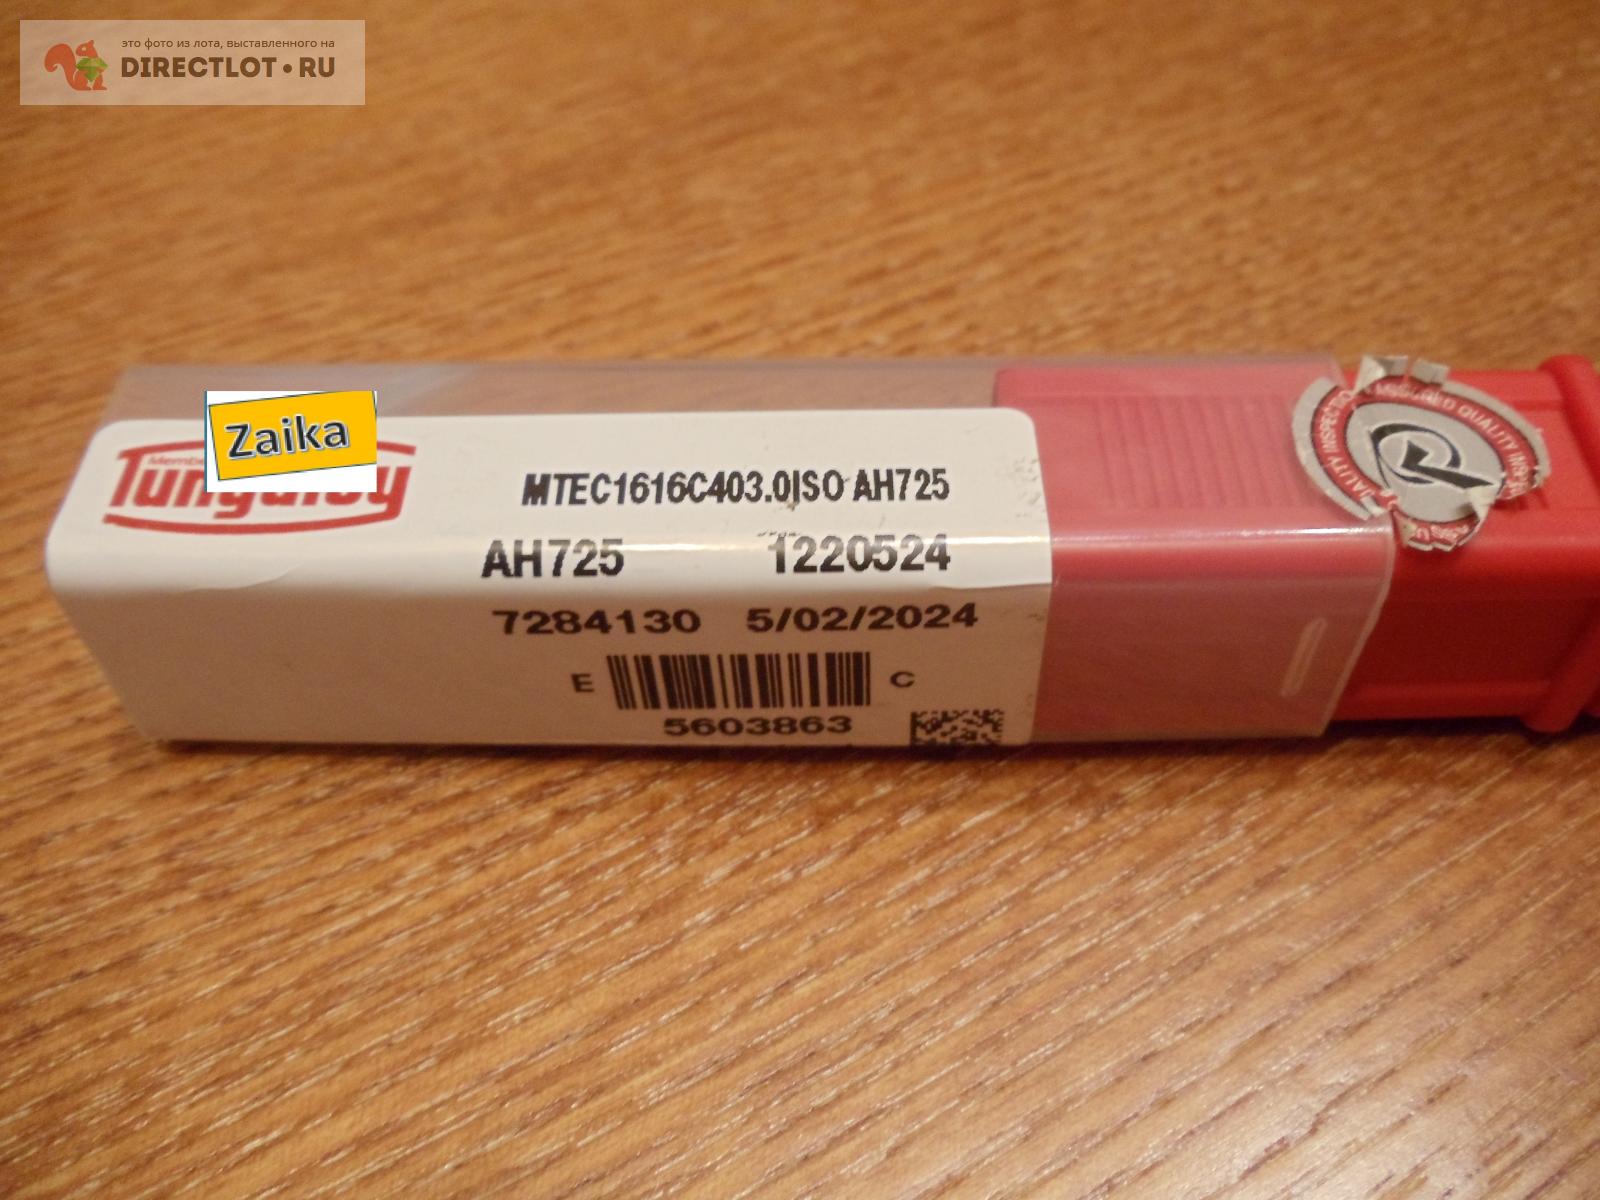 это фото из лота, выставленного на
DIRECTLOT.RU
Zaika
Tungaloy
MTEC1616C403.0ISO AH725
AH725 1220524
7284130 5/02/2024
E C
5603863
QUALITY